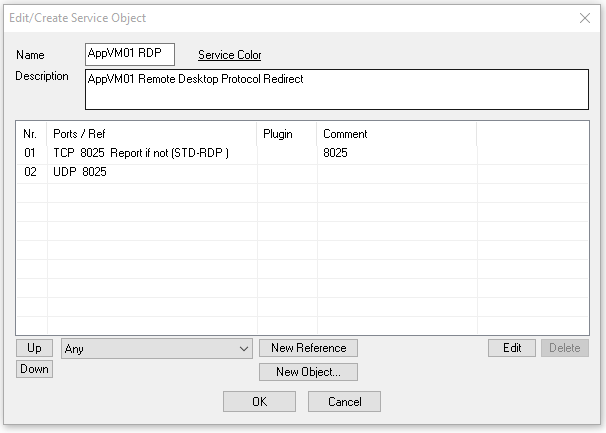 Edit/Create Service Object
Name AppVM01 RDP Service Color
Description AppVM01 Remote Desktop Protocol Redirect
Nr. Ports / Ref Plugin Comment
01 TCP 8025 Report if not (STD-RDP ) 8025
02 UDP 8025
Up Any New Reference Edit Delete
Down New Object...
OK Cancel